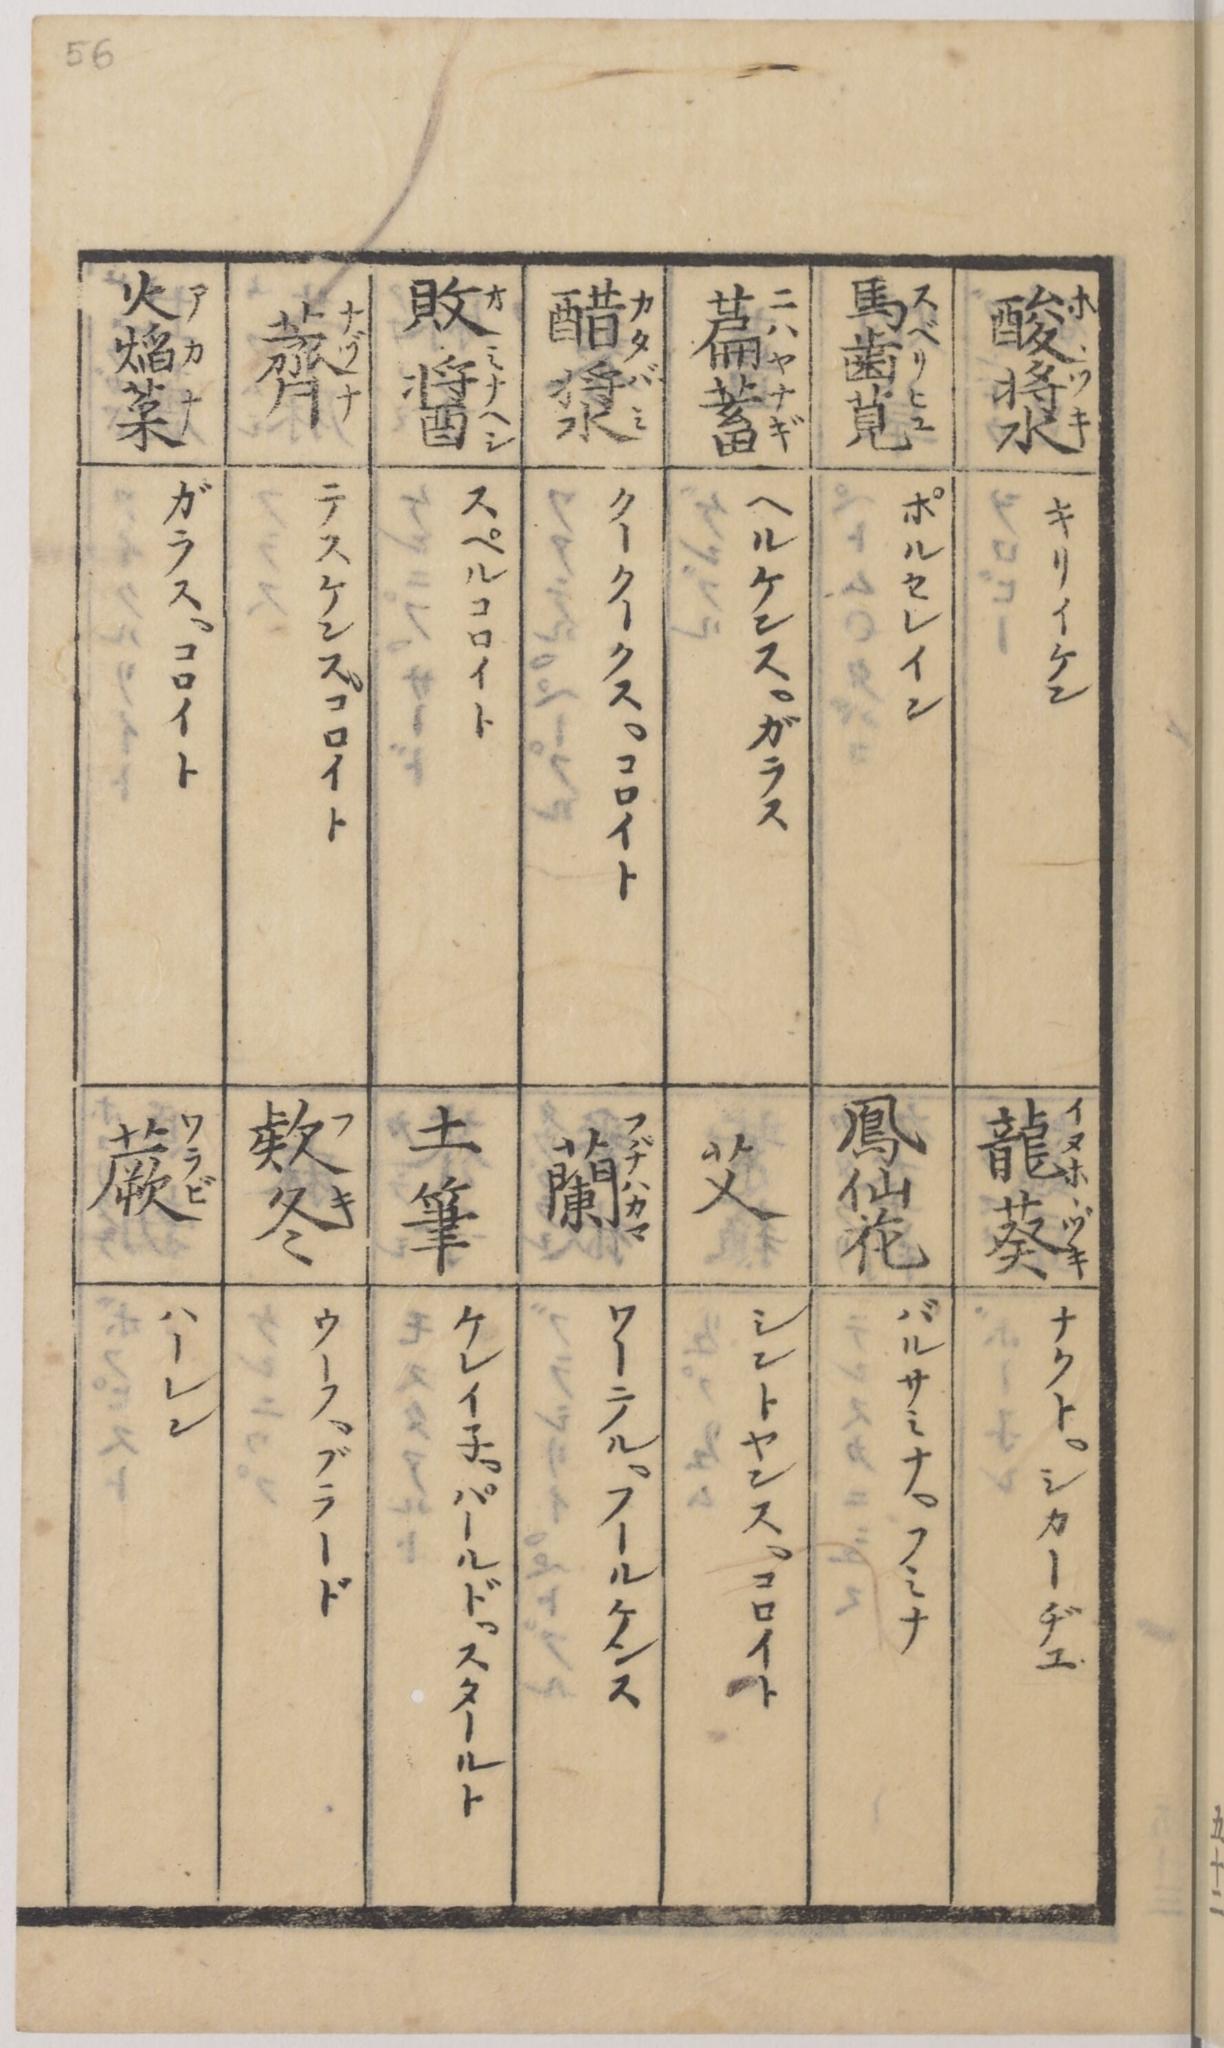 56
酸漿
ホヽヅキ
キリイケン
馬歯莧
スベリヒユ
ポルセレイン
萹蓄
ニハヤナギ
ヘルケンス。ガラス
醋漿
カタバミ
クークークス。コロイト
敗醬
オミナヘシ
スペルコロイト
薺
ナヅナ
テスケンス。コロイト
火焔菜
アカナ
ガラス。コロイト
龍葵
イヌホヽヅキ
ナクト。シカーデヱ
鳳仙花
バルサミナ。フミナ
艾
シントヤンス。コロイト
蘭
フヂハカマ
ワーテル。フールケンス
土筆
ケレイ子。パールド。スタールト
欵冬
フキ
ウーフ。ブラード
蕨
ワラビ
ハーレン
五十二